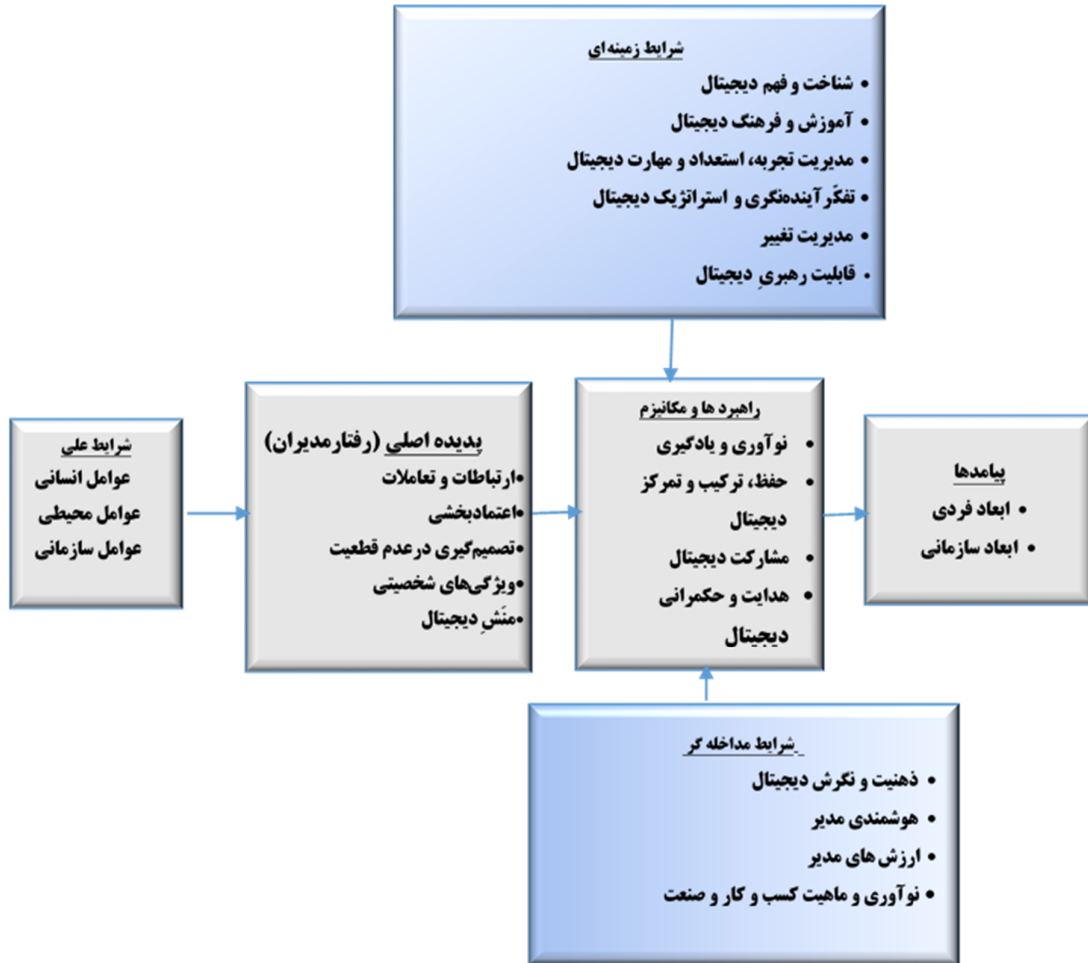 شرایط زمینه‌ای
• شناخت و فهم دیجیتال
• آموزش و فرهنگ دیجیتال
• مدیریت تجربه، استعداد و مهارت دیجیتال
• تفکّر آینده‌نگری و استراتژیک دیجیتال
• مدیریت تغییر
• قابلیت رهبریِ دیجیتال
شرایط علی
عوامل انسانی
عوامل محیطی
عوامل سازمانی
پدیده اصلی (رفتارمدیران)
•ارتباطات و تعاملات
•اعتمادبخشی
•تصمیم‌گیری درعدم قطعیت
•ویژگی‌های شخصیتی
•منَشِ دیجیتال
راهبرد ها و مکانیزم
• نوآوری و یادگیری
• حفظ، ترکیب و تمرکز
دیجیتال
• مشارکت دیجیتال
• هدایت و حکمرانی
دیجیتال
پیامدها
• ابعاد فردی
• ابعاد سازمانی
شرایط مداخله گر
• ذهنیت و نگرش دیجیتال
• هوشمندی مدیر
• ارزش های مدیر
• نوآوری و ماهیت کسب و کار و صنعت